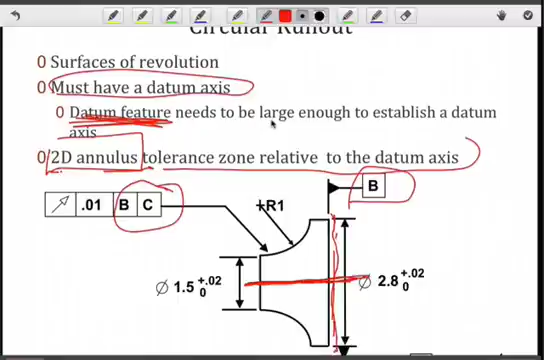 Circular Runout
0 Surfaces of revolution
0 Must have a datum axis
0 Datum feature needs to be large enough to establish a datum
axis
0 2D annulus tolerance zone relative to the datum axis
B
.01 B C
R1
∅ 1.5 +.02
0
∅ 2.8 +.02
0